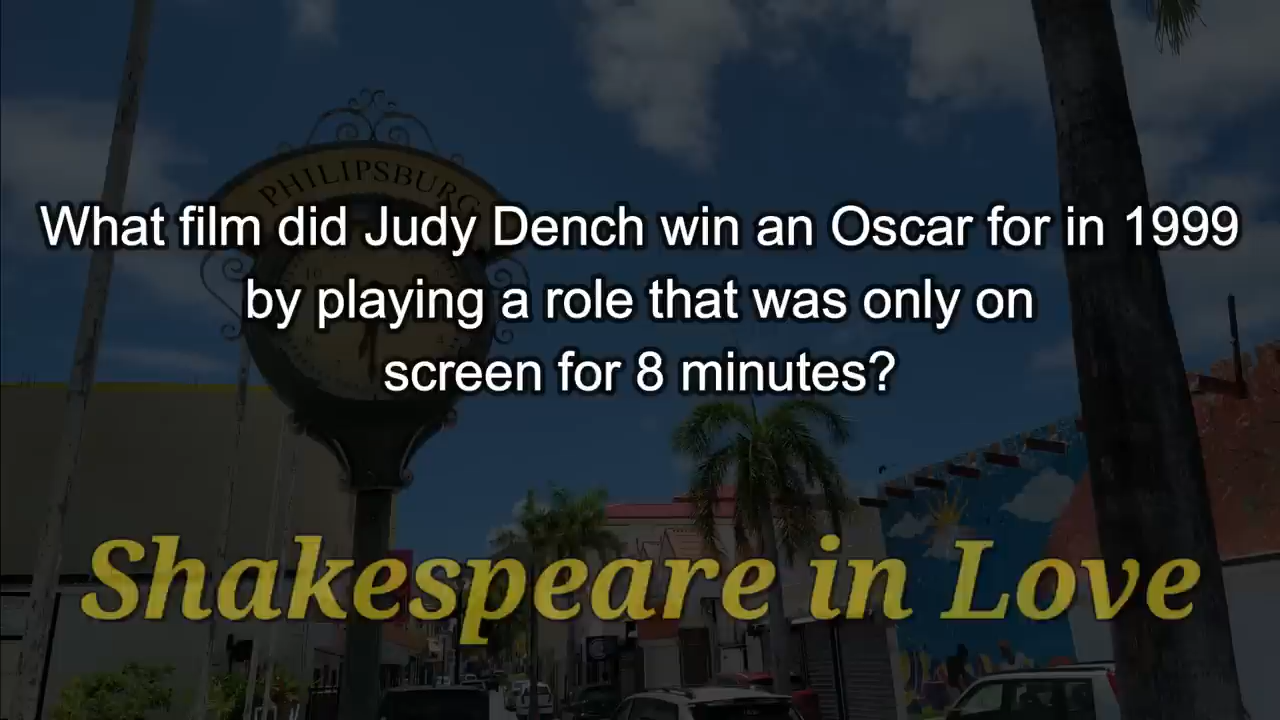 PHILIPSBURG
What film did Judy Dench win an Oscar for in 1999
by playing a role that was only on
screen for 8 minutes?
Shakespeare in Love